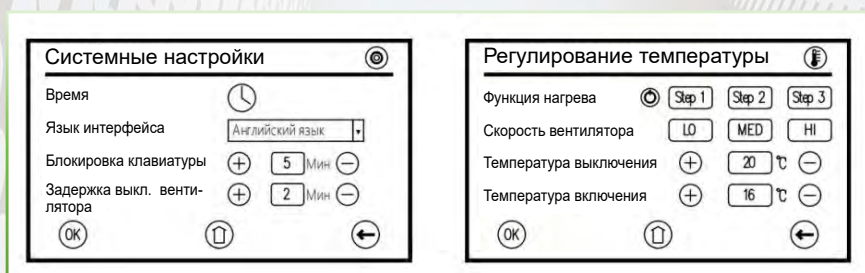 Системные настройки
Время
Язык интерфейса
Английский язык
Блокировка клавиатуры
5 Мин
Задержка выкл. венти-
лятора
2 Мин
OK
Регулирование температуры
Функция нагрева
Step 1 Step 2 Step 3
Скорость вентилятора
LO MED HI
Температура выключения
20 °C
Температура включения
16 °C
OK